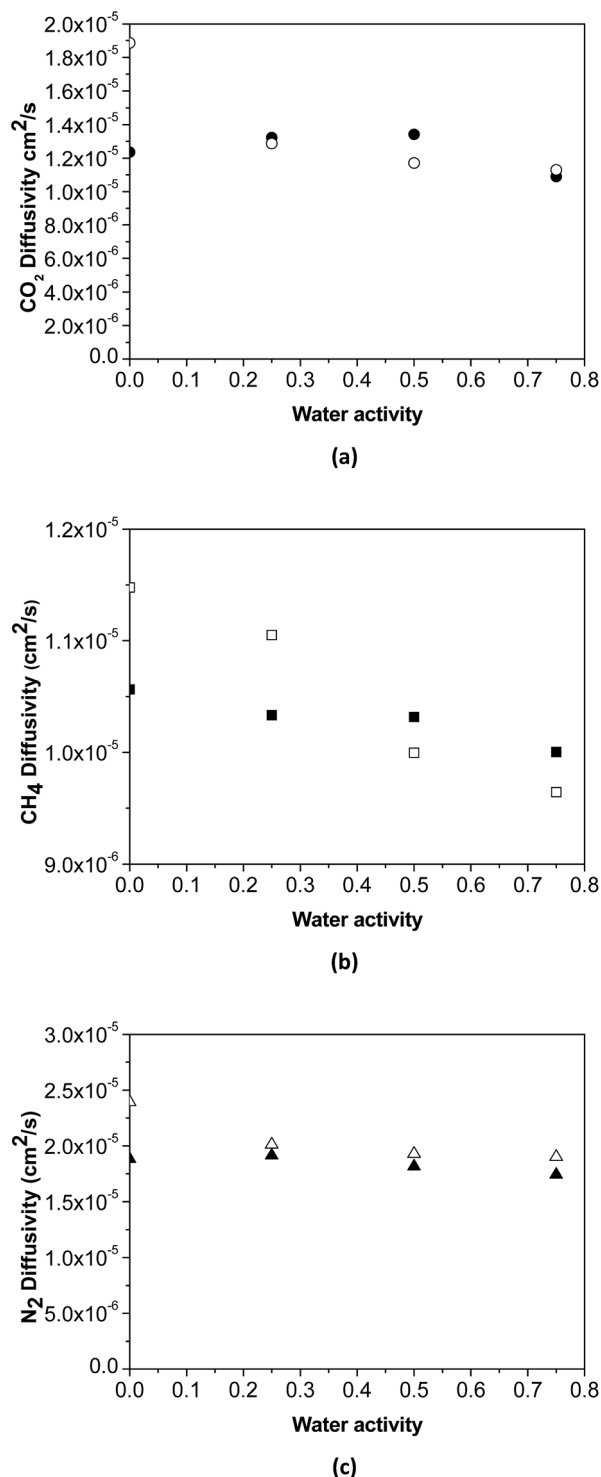 2.0x10⁻⁵
1.8x10⁻⁵
1.6x10⁻⁵
1.4x10⁻⁵
1.2x10⁻⁵
1.0x10⁻⁵
8.0x10⁻⁶
6.0x10⁻⁶
4.0x10⁻⁶
2.0x10⁻⁶
0.0
CO₂ Diffusivity cm²/s
0.0 0.1 0.2 0.3 0.4 0.5 0.6 0.7 0.8
Water activity
(a)
1.2x10⁻⁵
1.1x10⁻⁵
1.0x10⁻⁵
9.0x10⁻⁶
CH₄ Diffusivity (cm²/s)
0.0 0.1 0.2 0.3 0.4 0.5 0.6 0.7 0.8
Water activity
(b)
3.0x10⁻⁵
2.5x10⁻⁵
2.0x10⁻⁵
1.5x10⁻⁵
1.0x10⁻⁵
5.0x10⁻⁶
0.0
N₂ Diffusivity (cm²/s)
0.0 0.1 0.2 0.3 0.4 0.5 0.6 0.7 0.8
Water activity
(c)